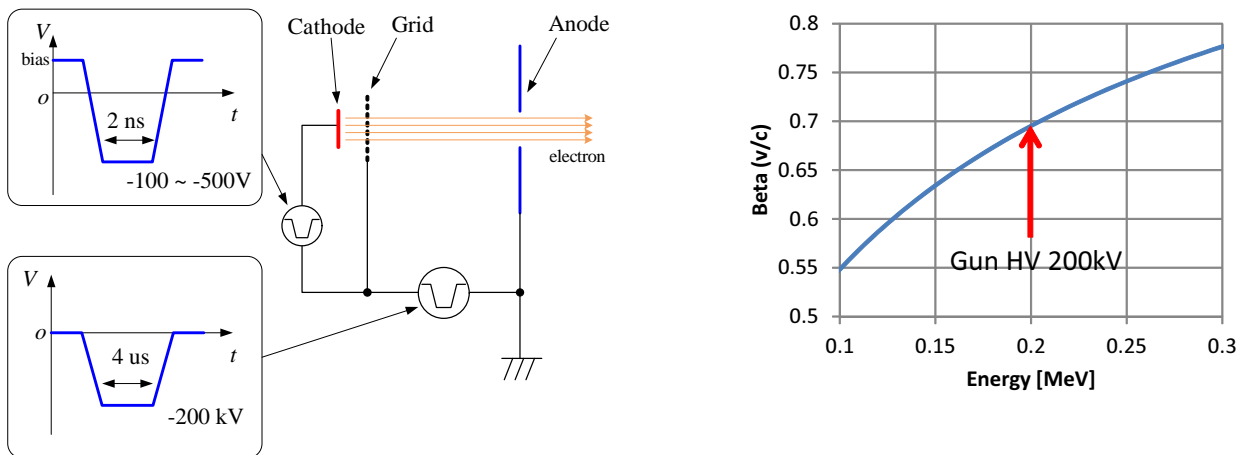 V
bias
o
t
2 ns
-100 ~ -500V
V
o
t
4 us
-200 kV
Cathode
Grid
Anode
electron
0.8
0.75
0.7
0.65
0.6
0.55
0.5
Beta (v/c)
Gun HV 200kV
0.1 0.15 0.2 0.25 0.3
Energy [MeV]